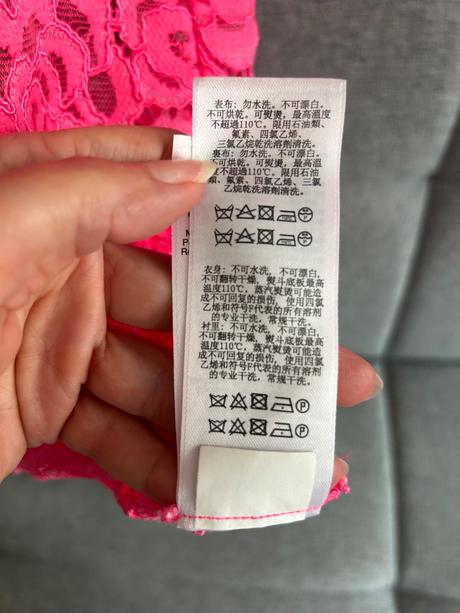 表布：勿水洗。不可漂白。
不可烘乾。可熨燙，最高溫度
不超過110℃。限用石油類、
氟素、四氯乙烯、
三氯乙烷乾洗溶劑清洗。
裏布：勿水洗。不可漂白。
不可烘乾。可熨燙，最高溫
度不超過110℃。限用石油
類、氟素、四氯乙烯、三氯
乙烷乾洗溶劑清洗。
衣身：不可水洗，不可漂白，
不可翻转干燥，熨斗底板最高
温度110℃，蒸汽熨烫可能造
成不可回复的损伤，使用四氯
乙烯和符号F代表的所有溶剂
的专业干洗，常规干洗。
衬里：不可水洗，不可漂白，
不可翻转干燥，熨斗底板最高
温度110℃，蒸汽熨烫可能造
成不可回复的损伤，使用四氯
乙烯和符号F代表的所有溶剂
的专业干洗，常规干洗。
P
P
M
P
Re